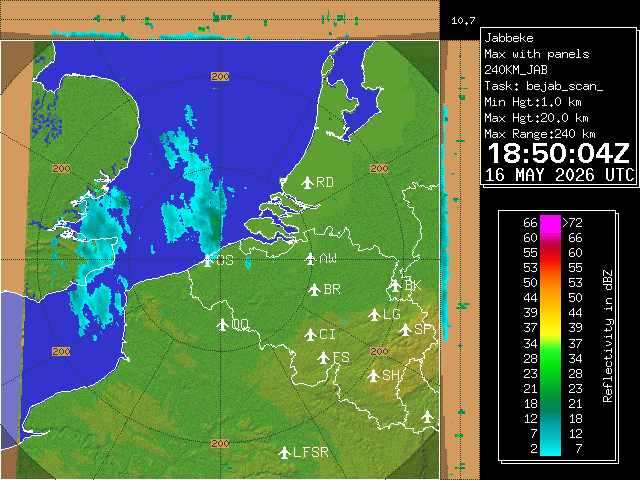 10.7
Jabbeke
Max with panels
240KM_JAB
Task: bejab_scan_
Min Hgt:1.0 km
Max Hgt:20.0 km
Max Range:240 km
18:50:04Z
16 MAY 2026 UTC
200
200
200
RD
OS
AW
BR
BK
LG
QQ
CI
SP
FS
200
200
SH
200
LFSR
66 >72
60 66
55 60
53 55
50 53
44 50
39 44
37 39
34 37
28 34
23 28
21 23
18 21
12 18
7 12
2 7
Reflectivity in dBZ